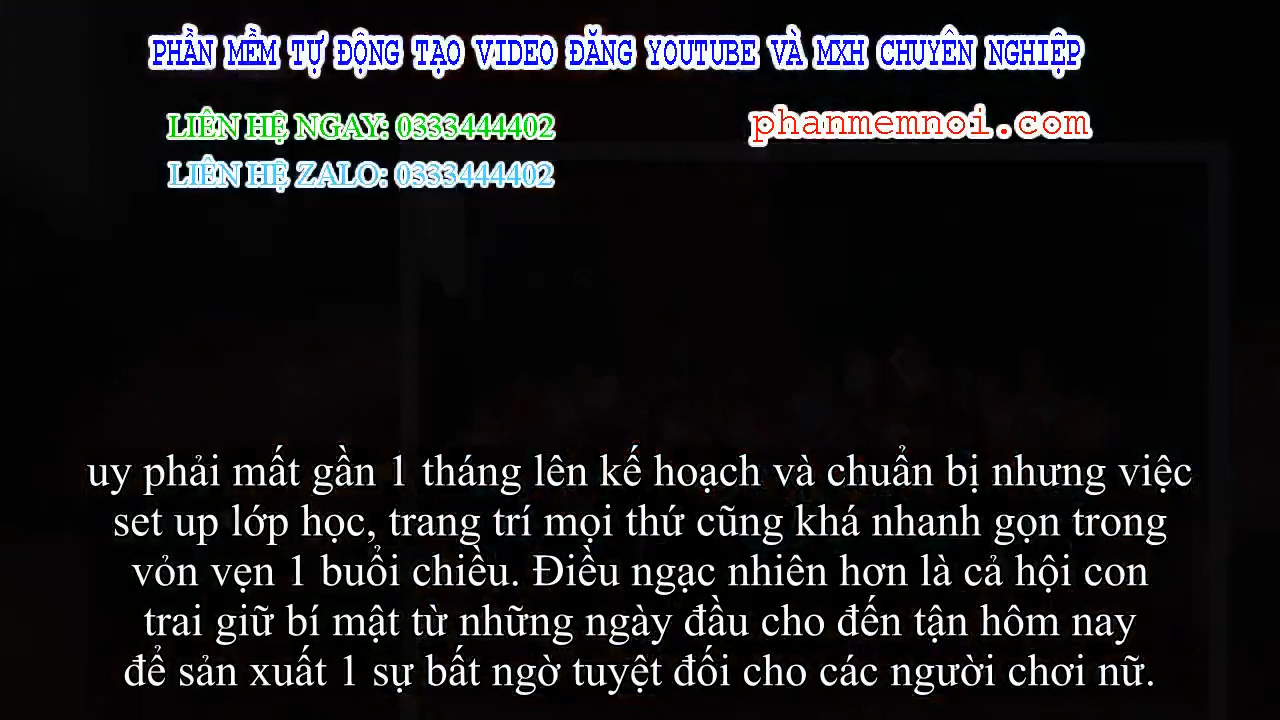 PHẦN MỀM TỰ ĐỘNG TẠO VIDEO ĐĂNG YOUTUBE VÀ MXH CHUYÊN NGHIỆP
LIÊN HỆ NGAY: 0333444402
phanmemnoi.com
LIÊN HỆ ZALO: 0333444402
uy phải mất gần 1 tháng lên kế hoạch và chuẩn bị nhưng việc
set up lớp học, trang trí mọi thứ cũng khá nhanh gọn trong
vỏn vẹn 1 buổi chiều. Điều ngạc nhiên hơn là cả hội con
trai giữ bí mật từ những ngày đầu cho đến tận hôm nay
để sản xuất 1 sự bất ngờ tuyệt đối cho các người chơi nữ.